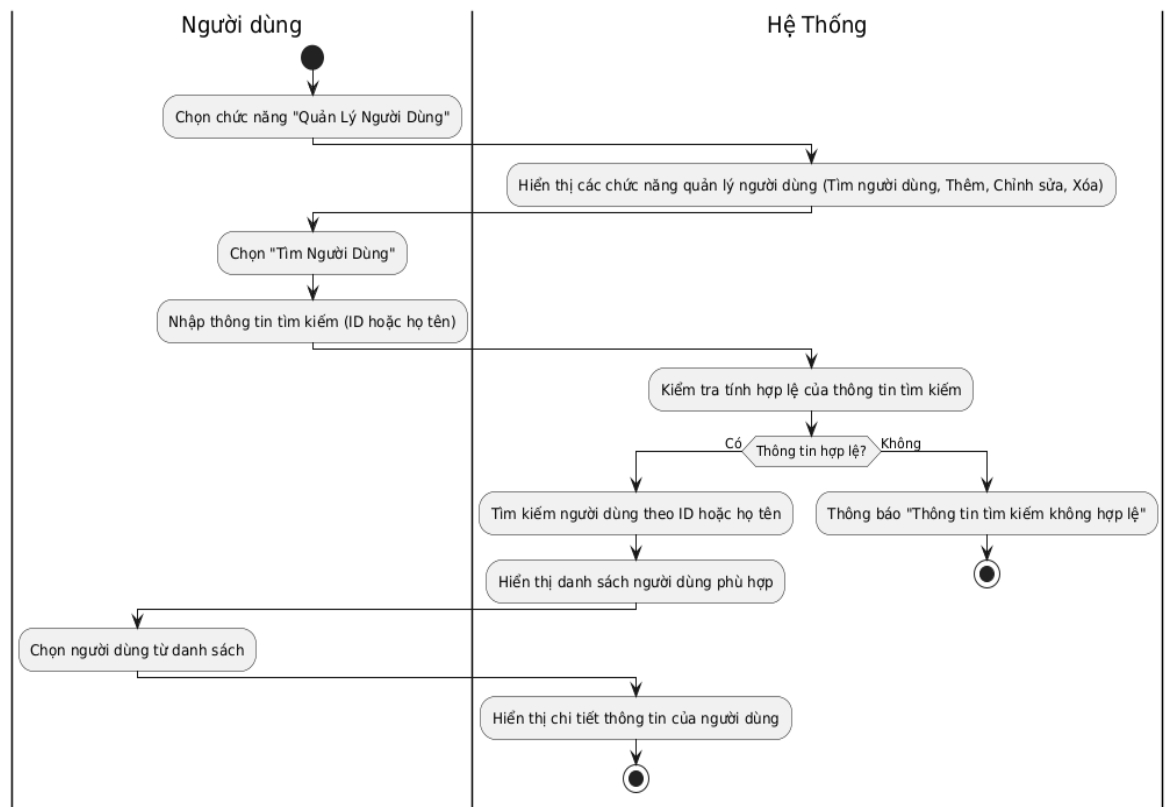 Người dùng
Hệ Thống
Chọn chức năng "Quản Lý Người Dùng"
Hiển thị các chức năng quản lý người dùng (Tìm người dùng, Thêm, Chỉnh sửa, Xóa)
Chọn "Tìm Người Dùng"
Nhập thông tin tìm kiếm (ID hoặc họ tên)
Kiểm tra tính hợp lệ của thông tin tìm kiếm
Có
Thông tin hợp lệ?
Không
Tìm kiếm người dùng theo ID hoặc họ tên
Thông báo "Thông tin tìm kiếm không hợp lệ"
Hiển thị danh sách người dùng phù hợp
Chọn người dùng từ danh sách
Hiển thị chi tiết thông tin của người dùng